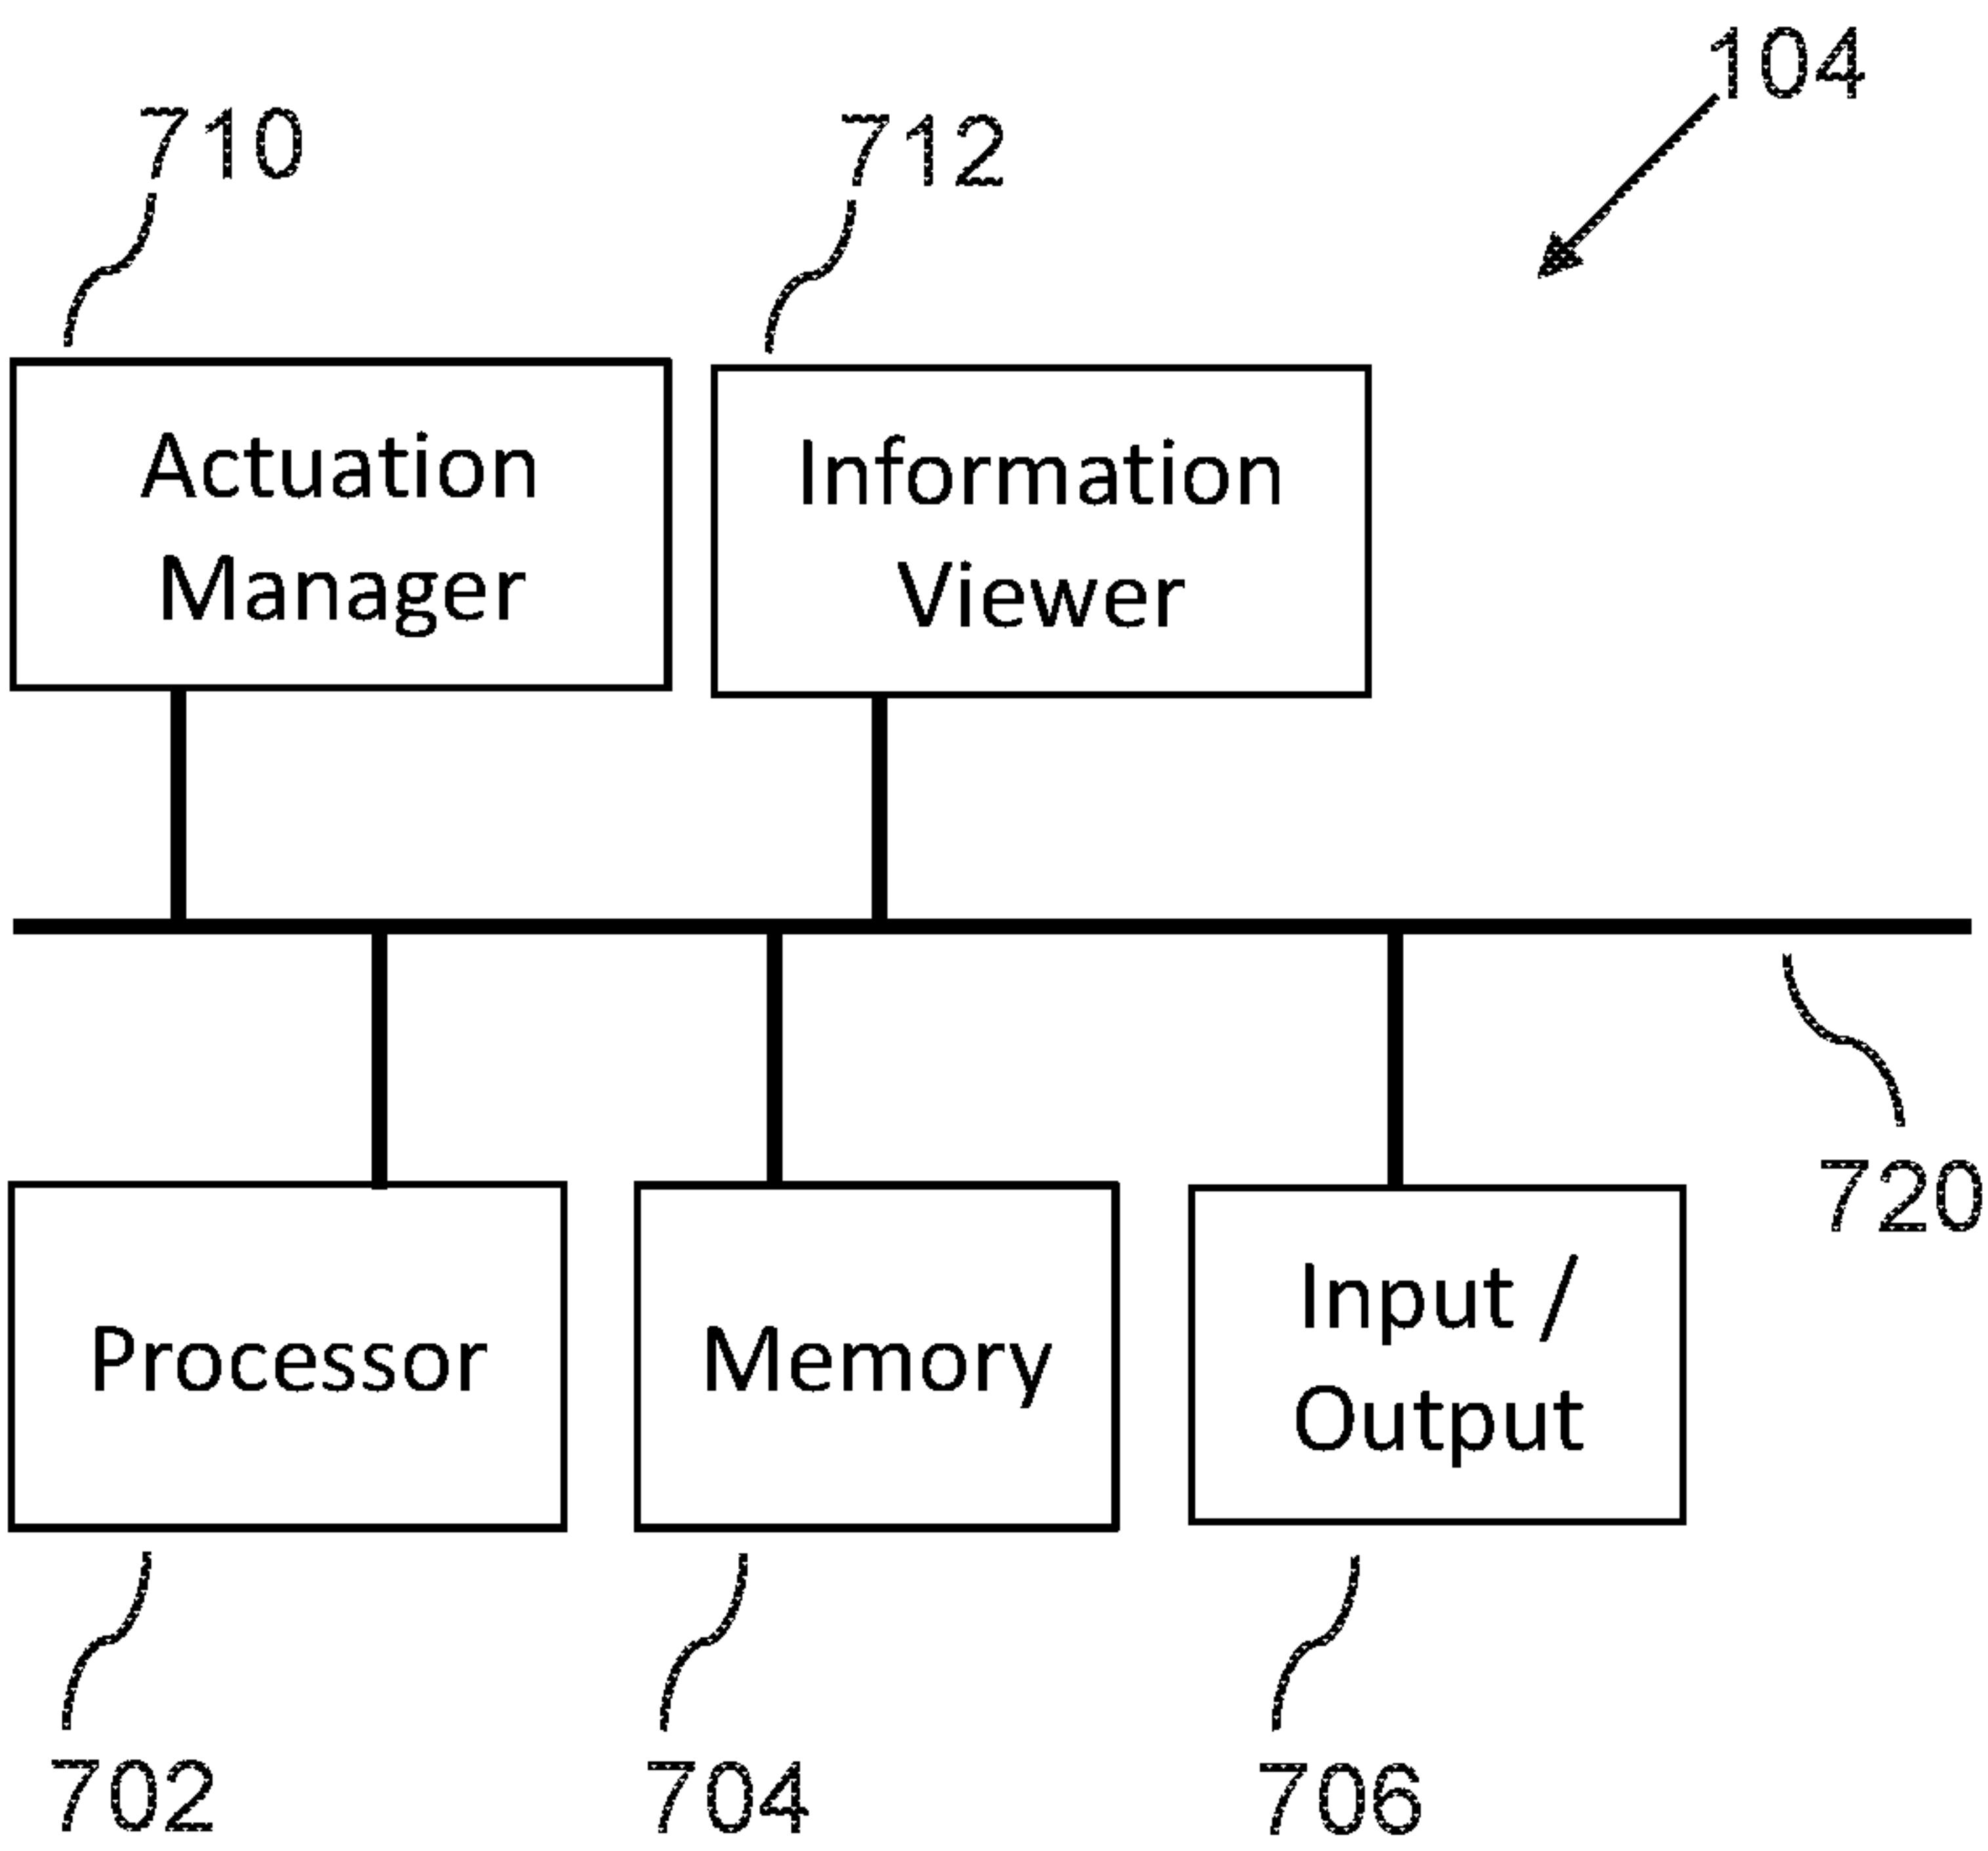 104
710
712
Actuation
Manager
Information
Viewer
720
Processor
Memory
Input /
Output
702
704
706